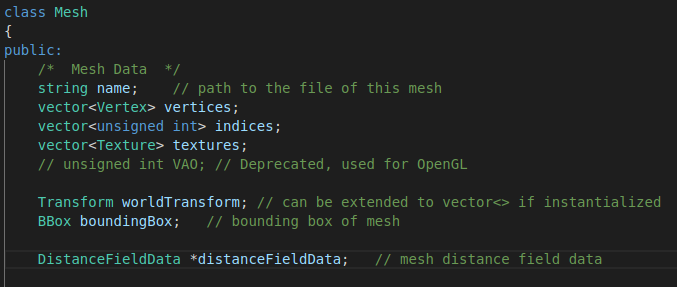 class Mesh
{
public:
    /*  Mesh Data  */
    string name;    // path to the file of this mesh
    vector<Vertex> vertices;
    vector<unsigned int> indices;
    vector<Texture> textures;
    // unsigned int VAO; // Deprecated, used for OpenGL
    Transform worldTransform; // can be extended to vector<> if instantialized
    BBox boundingBox;   // bounding box of mesh
    DistanceFieldData *distanceFieldData;   // mesh distance field data